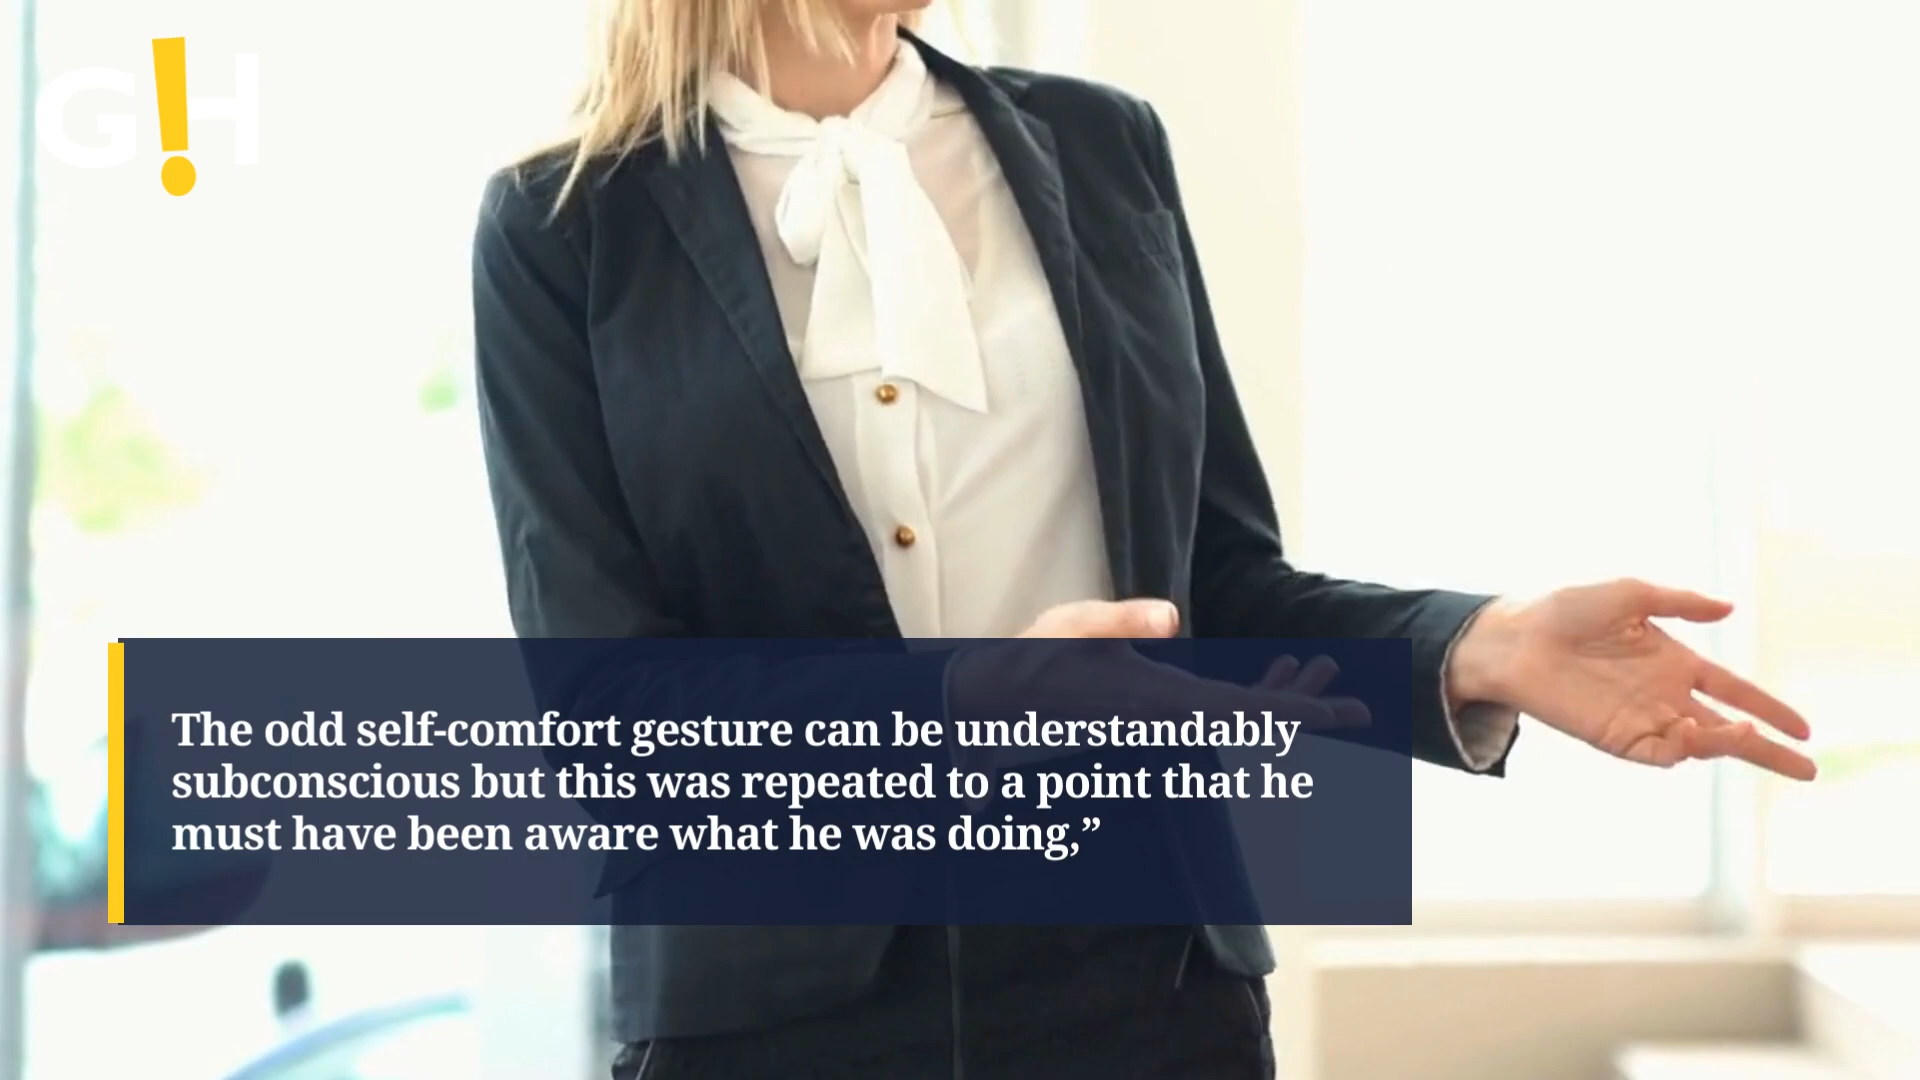 G!H
The odd self-comfort gesture can be understandably
subconscious but this was repeated to a point that he
must have been aware what he was doing,”